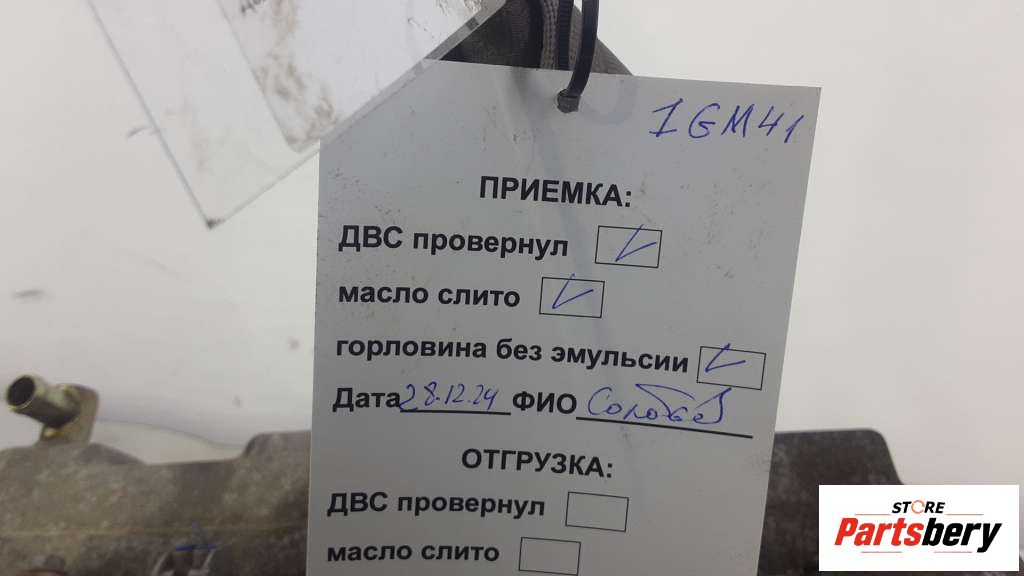 1GM41
ПРИЕМКА:
ДВС провернул
масло слито
горловина без эмульсии
Дата 28.12.24 ФИО
ОТГРУЗКА:
ДВС провернул
масло слито
STORE
Partsbery